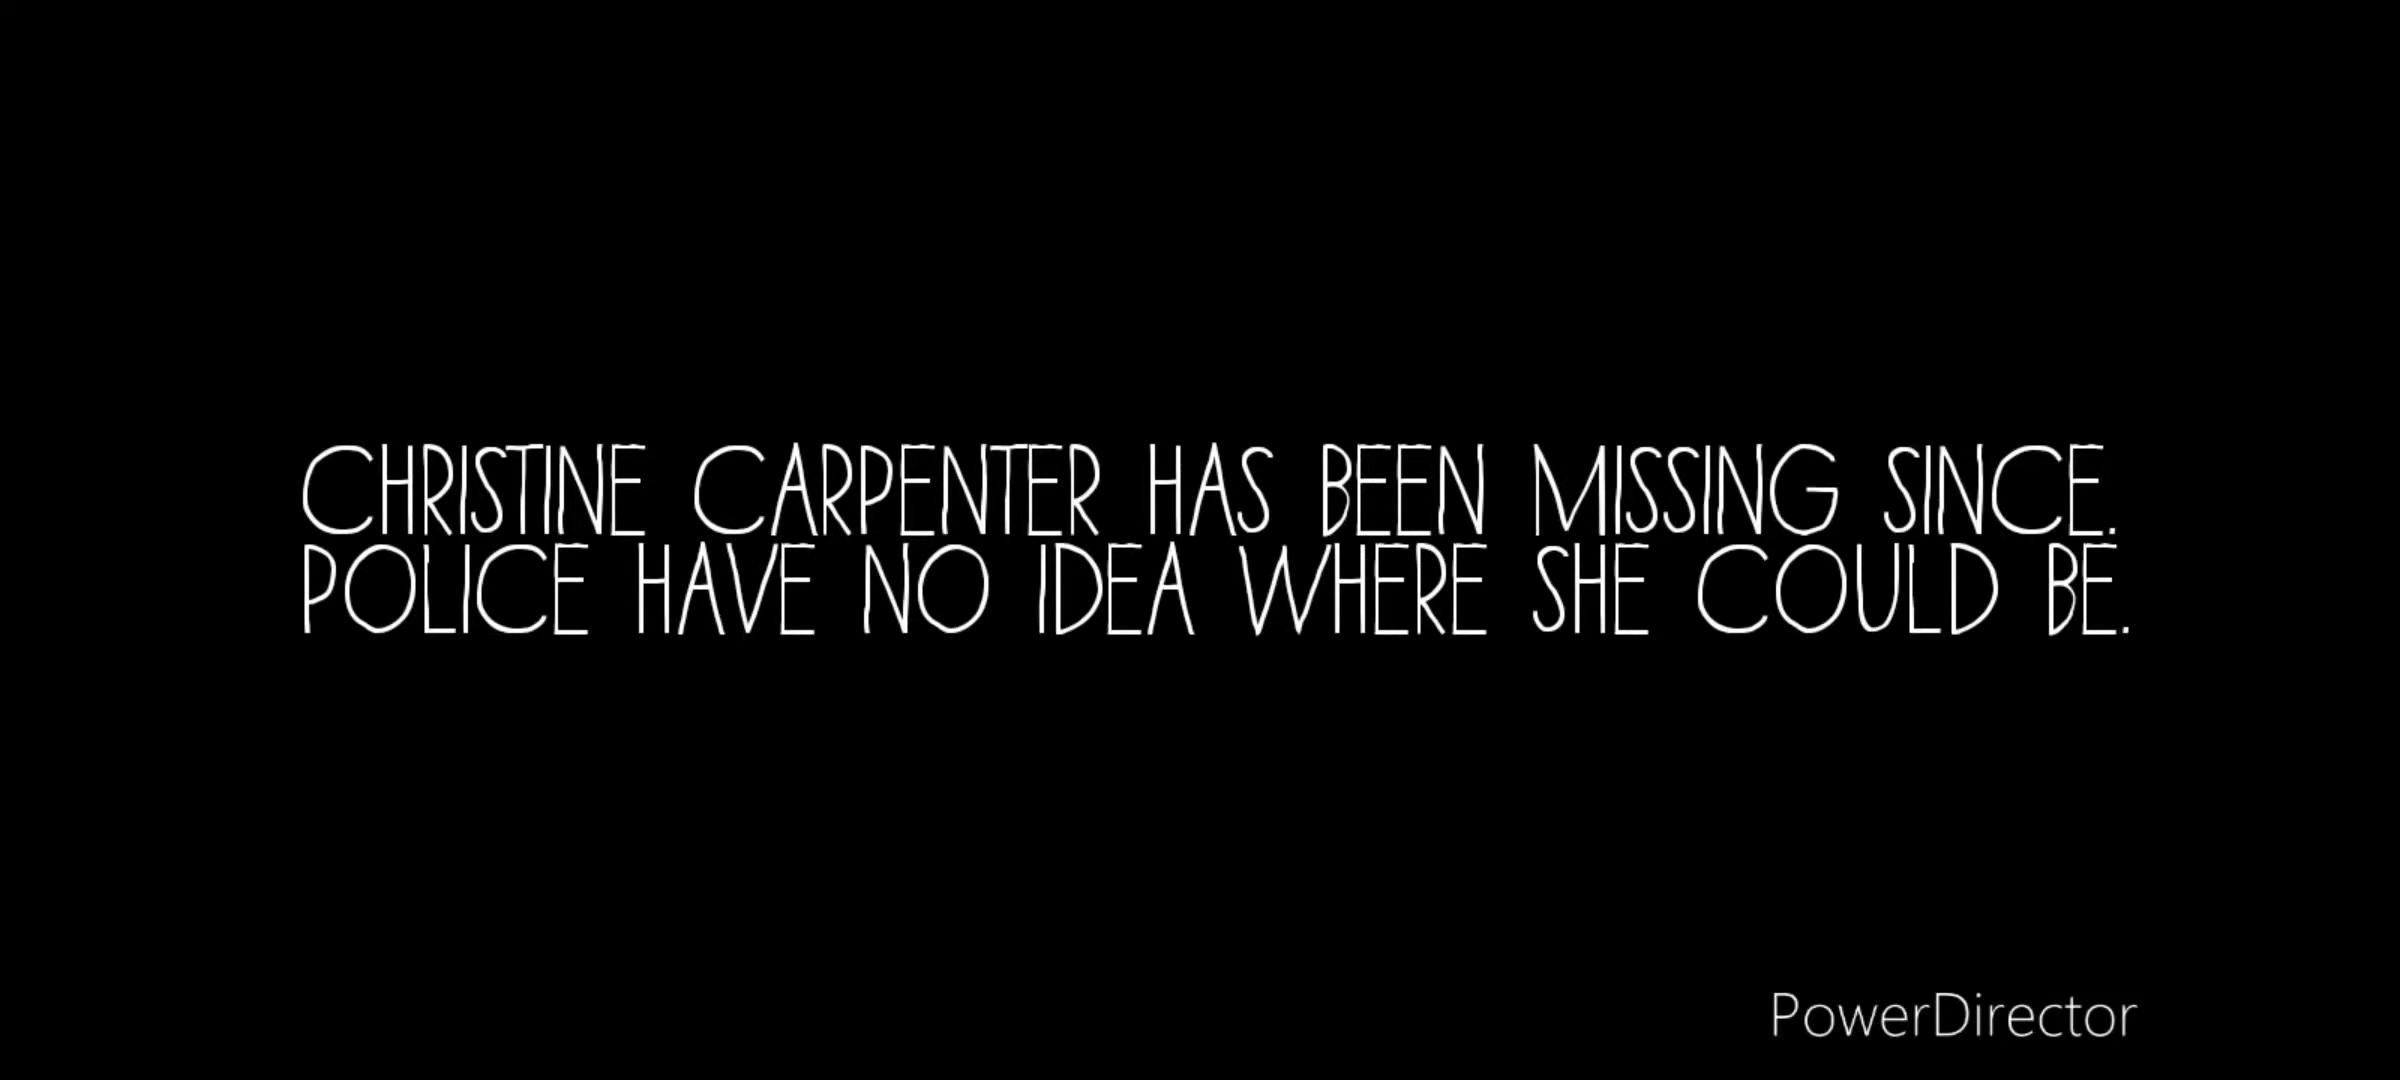 CHRISTINE CARPENTER HAS BEEN MISSING SINCE.
POLICE HAVE NO IDEA WHERE SHE COULD BE.
PowerDirector